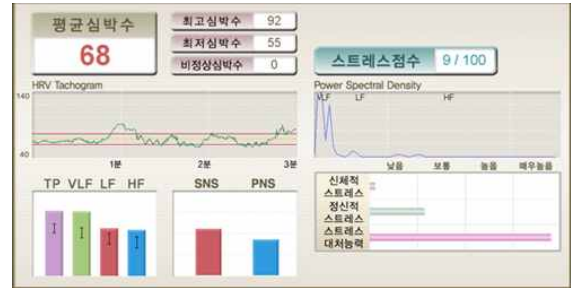 평균심박수
68
최고심박수 92
최저심박수 55
비정상심박수 0
스트레스점수 9 / 100
HRV Tachogram
140
40
1분 2분 3분
Power Spectral Density
VLF LF HF
TP VLF LF HF
SNS PNS
낮음 보통 높음 매우높음
신체적
스트레스
정신적
스트레스
스트레스
대처능력